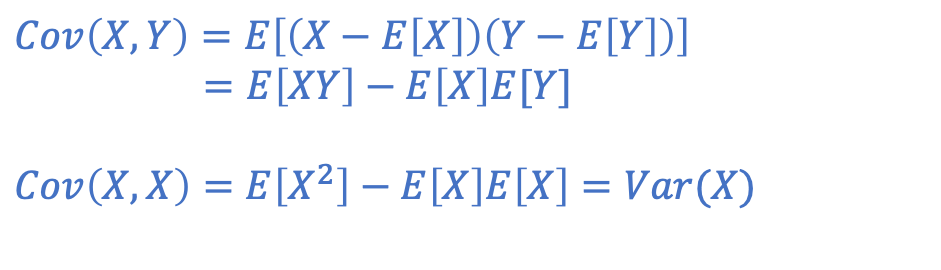 Cov(X, Y) = E[(X − E[X])(Y − E[Y])]
= E[XY] − E[X]E[Y]
Cov(X, X) = E[X²] − E[X]E[X] = Var(X)